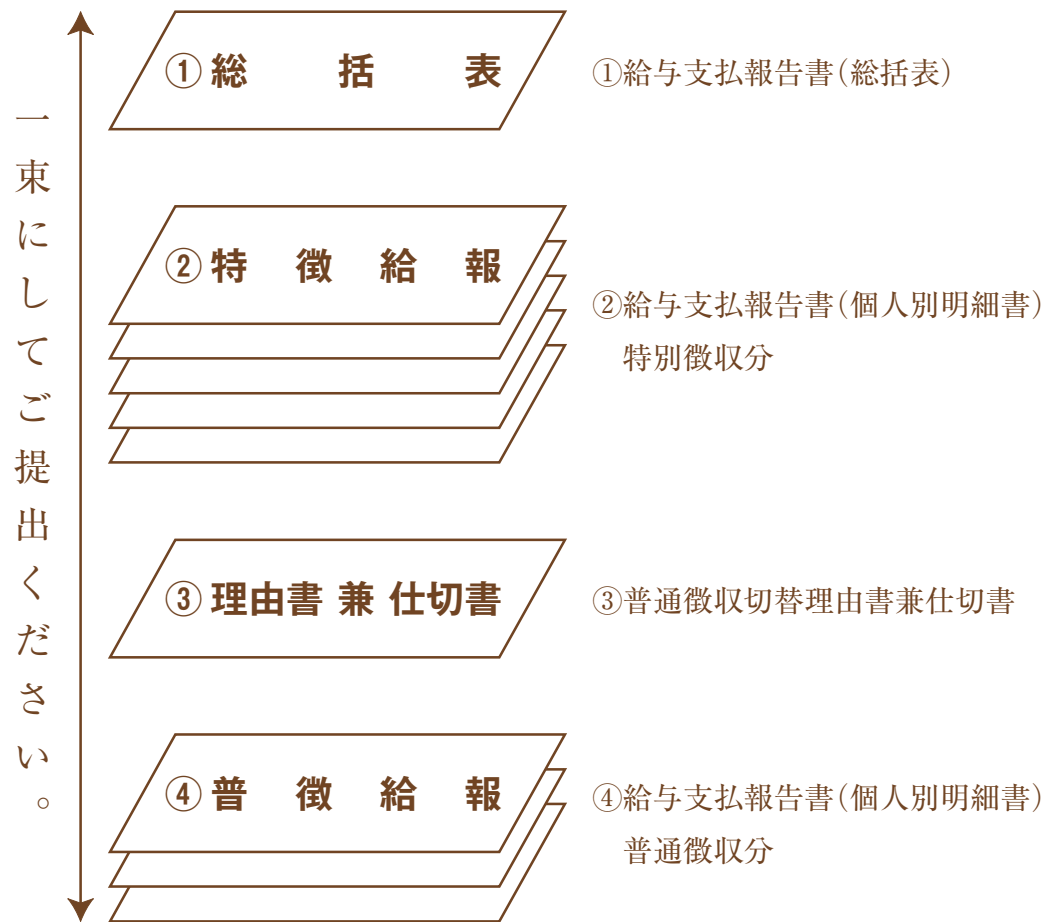 一束にしてご提出ください。
①総括表
①給与支払報告書(総括表)
②特徴給報
②給与支払報告書(個人別明細書)
特別徴収分
③理由書 兼 仕切書
③普通徴収切替理由書兼仕切書
④普徴給報
④給与支払報告書(個人別明細書)
普通徴収分